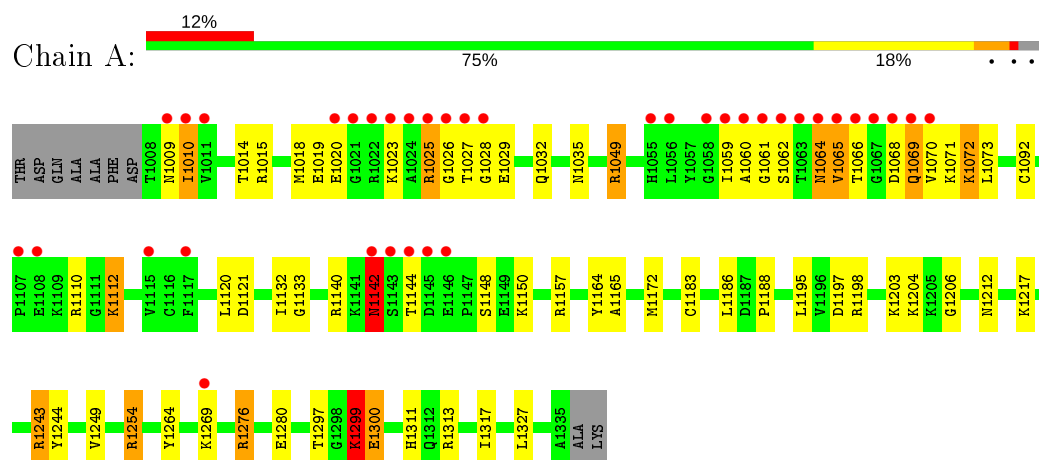 12%
Chain A:
75% 18% . . .
THR ASP GLN ALA ALA PHE ASP T1008 N1009 I1010 V1011 T1014 R1015 M1018 E1019 E1020 G1021 R1022 K1023 A1024 R1025 G1026 T1027 G1028 E1029 Q1032 N1035 R1049 H1055 L1056 Y1057 G1058 I1059 A1060 G1061 S1062 T1063 N1064 V1065 T1066 G1067 D1068 Q1069 V1070 K1071 K1072 L1073 C1092
P1107 E1108 K1109 R1110 G1111 K1112 V1115 C1116 F1117 L1120 D1121 I1132 G1133 R1140 K1141 N1142 S1143 T1144 D1145 E1146 P1147 S1148 E1149 K1150 R1157 Y1164 A1165 M1172 C1183 L1186 D1187 P1188 L1195 V1196 D1197 R1198 K1203 K1204 K1205 G1206 N1212 K1217
R1243 Y1244 V1249 R1254 Y1264 K1269 R1276 E1280 T1297 G1298 K1299 E1300 H1311 Q1312 R1313 I1317 L1327 A1335 ALA LYS